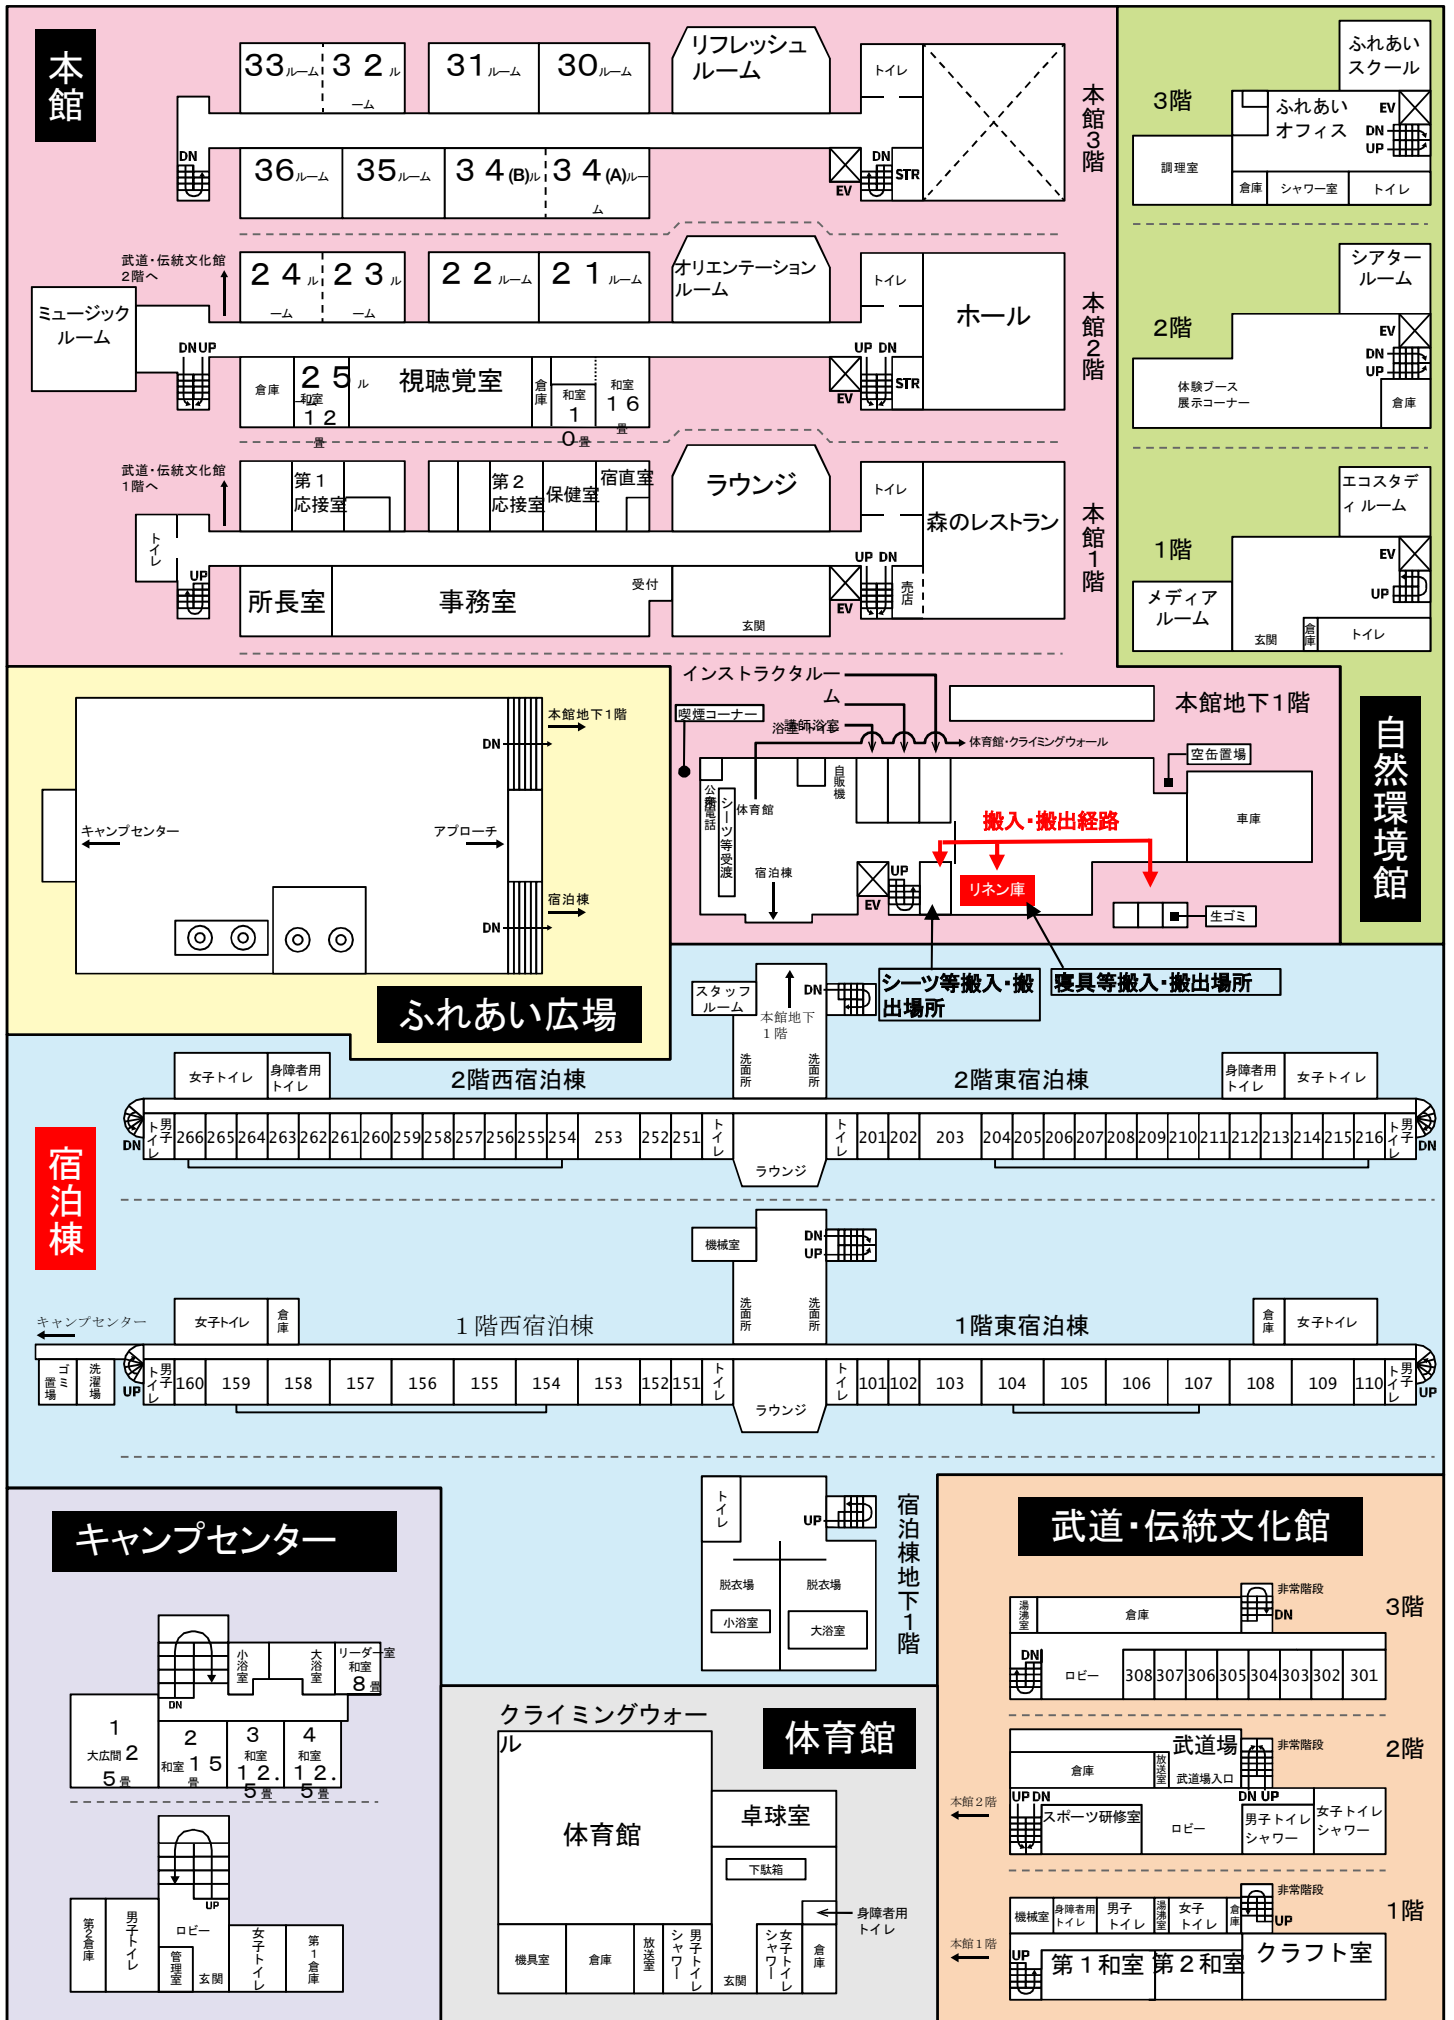 本館
33ルーム
３２ル
ーム
31ルーム
30ルーム
リフレッシュ
ルーム
トイレ
本館3階
DN
36ルーム
35ルーム
３４(B)ル
３４(A)ルー
ム
EV
DN
STR
武道・伝統文化館
2階へ
ミュージック
ルーム
２４ル
ーム
２３ル
ーム
２２ルーム
２１ルーム
オリエンテーション
ルーム
トイレ
ホール
本館2階
DN UP
倉庫
２５ル
ーム
和室
１２
畳
視聴覚室
倉庫
和室
１
０畳
和室
１６
畳
EV
UP DN
STR
武道・伝統文化館
1階へ
トイレ
UP
第１
応接室
第２
応接室
保健室
宿直室
ラウンジ
トイレ
森のレストラン
本館1階
所長室
事務室
受付
玄関
EV
UP DN
売店
ふれあい
スクール
3階
ふれあい
オフィス
EV
DN
UP
調理室
倉庫
シャワー室
トイレ
シアター
ルーム
2階
EV
DN
UP
体験ブース
展示コーナー
倉庫
エコスタデ
ィルーム
1階
EV
UP
メディア
ルーム
玄関
倉庫
トイレ
自然環境館
本館地下1階
DN
キャンプセンター
アプローチ
宿泊棟
DN
ふれあい広場
インストラクタルー
ム
喫煙コーナー
講師浴室
浴室・トイレ
体育館・クライミングウォール
本館地下1階
空缶置場
公衆電話
シーツ等受渡
体育館
自販機
搬入・搬出経路
車庫
宿泊棟
EV
UP
リネン庫
生ゴミ
シーツ等搬入・搬
出場所
寝具等搬入・搬出場所
宿泊棟
スタッフ
ルーム
本館地下
１階
DN
洗面所
洗面所
女子トイレ
身障者用
トイレ
2階西宿泊棟
2階東宿泊棟
身障者用
トイレ
女子トイレ
DN
男子トイレ
266 265 264 263 262 261 260 259 258 257 256 255 254 253 252 251
トイレ
ラウンジ
トイレ
201 202 203 204 205 206 207 208 209 210 211 212 213 214 215 216
男子トイレ
DN
機械室
DN
UP
洗面所
洗面所
キャンプセンター
女子トイレ
倉庫
１階西宿泊棟
1階東宿泊棟
倉庫
女子トイレ
ゴミ置場
洗濯場
UP
男子トイレ
160 159 158 157 156 155 154 153 152 151
トイレ
ラウンジ
トイレ
101 102 103 104 105 106 107 108 109 110
男子トイレ
UP
トイレ
UP
宿泊棟地下1階
脱衣場
脱衣場
小浴室
大浴室
キャンプセンター
DN
小浴室
大浴室
リーダー室
和室
８畳
1
大広間２
５畳
2
和室１５
畳
3
和室
１２．
５畳
4
和室
１２．
５畳
UP
第2倉庫
男子トイレ
ロビー
管理室
玄関
女子トイレ
第1倉庫
クライミングウォー
ル
体育館
体育館
卓球室
下駄箱
身障者用
トイレ
機具室
倉庫
放送室
男子トイレ
シャワー
玄関
女子トイレ
シャワー
倉庫
武道・伝統文化館
湯沸室
倉庫
非常階段
DN
3階
DN
ロビー
308 307 306 305 304 303 302 301
武道場
武道場入口
倉庫
放送室
非常階段
2階
本館２階
UP DN
スポーツ研修室
ロビー
DN UP
男子トイレ
シャワー
女子トイレ
シャワー
機械室
身障者用
トイレ
男子
トイレ
湯沸室
女子
トイレ
倉庫
非常階段
UP
1階
本館１階
UP
第１和室
第２和室
クラフト室